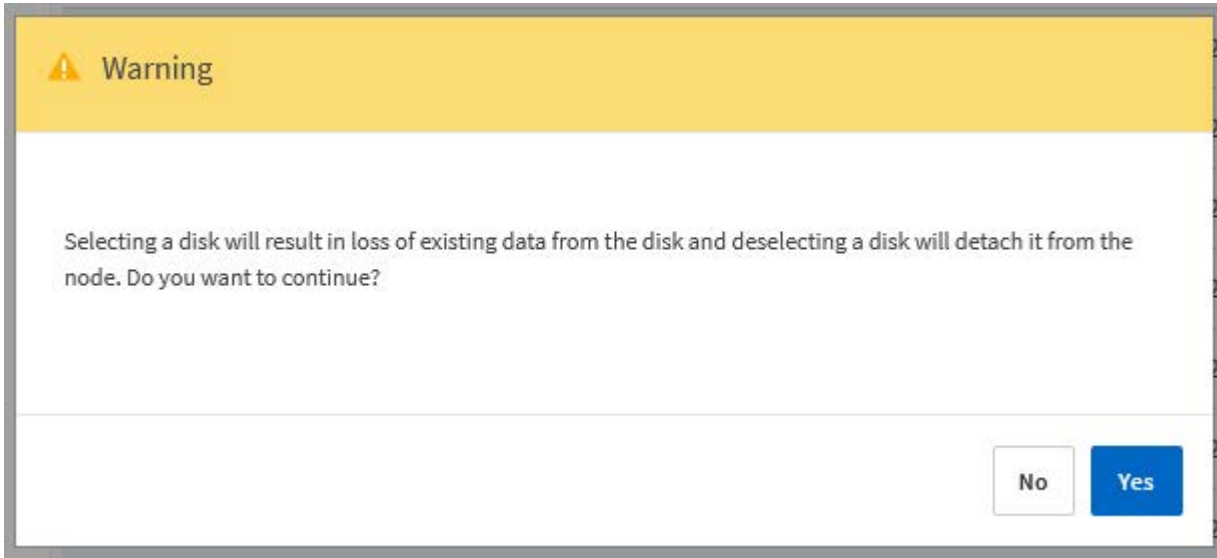 Warning
Selecting a disk will result in loss of existing data from the disk and deselecting a disk will detach it from the
node. Do you want to continue?
No
Yes